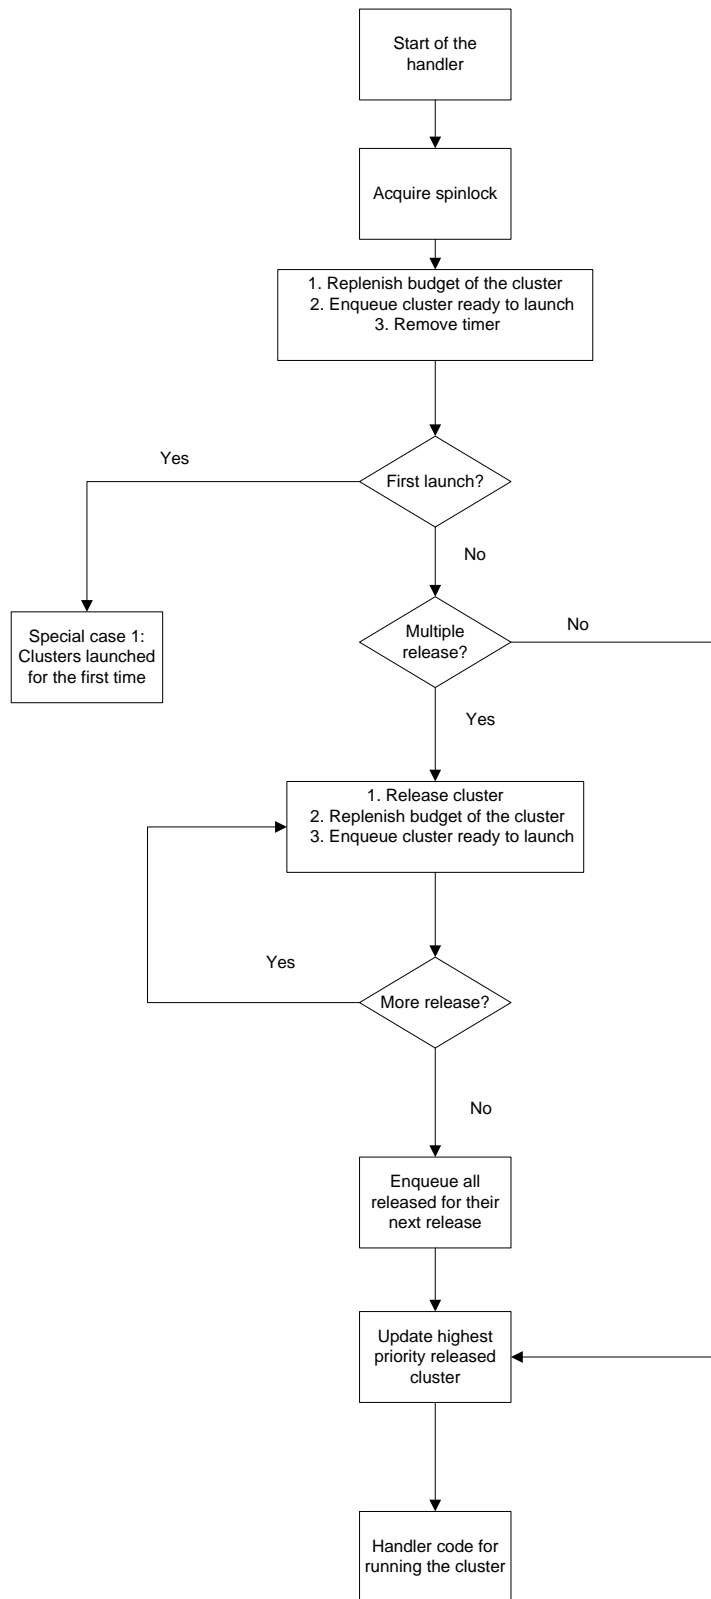 Start of the
handler
Acquire spinlock
1. Replenish budget of the cluster
2. Enqueue cluster ready to launch
3. Remove timer
Yes
First launch?
No
Special case 1:
Clusters launched
for the first time
Multiple
release?
No
Yes
1. Release cluster
2. Replenish budget of the cluster
3. Enqueue cluster ready to launch
Yes
More release?
No
Enqueue all
released for their
next release
Update highest
priority released
cluster
Handler code for
running the cluster